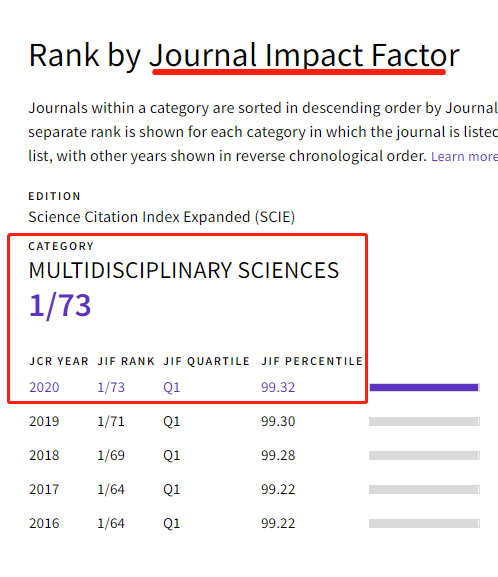 Rank by Journal Impact Factor
Journals within a category are sorted in descending order by Journal
separate rank is shown for each category in which the journal is listed
list, with other years shown in reverse chronological order. Learn more
EDITION
Science Citation Index Expanded (SCIE)
CATEGORY
MULTIDISCIPLINARY SCIENCES
1/73
JCR YEAR JIF RANK JIF QUARTILE JIF PERCENTILE
2020 1/73 Q1 99.32
2019 1/71 Q1 99.30
2018 1/69 Q1 99.28
2017 1/64 Q1 99.22
2016 1/64 Q1 99.22